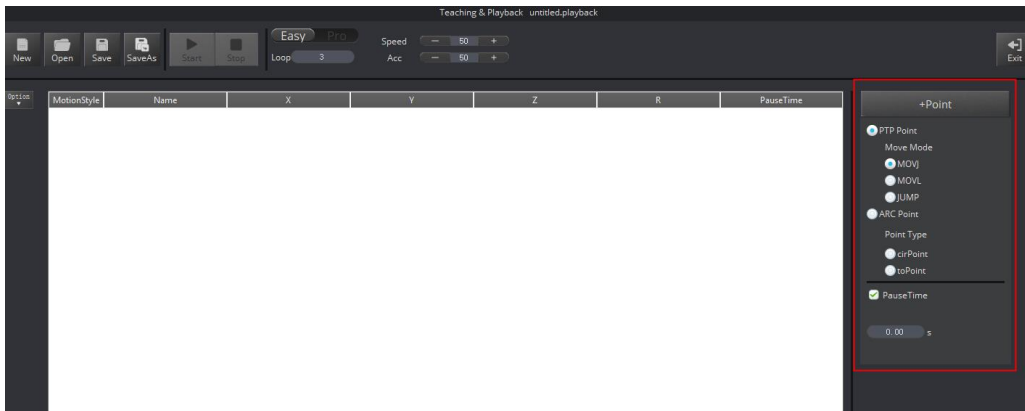 Teaching & Playback untitled.playback
Easy Pro
Speed — 50 +
New Open Save SaveAs Start Stop Loop 3 Acc — 50 + Exit
Option
MotionStyle Name X Y Z R PauseTime
+Point
PTP Point
Move Mode
MOVJ
MOVL
JUMP
ARC Point
Point Type
cirPoint
toPoint
PauseTime
0.00 s